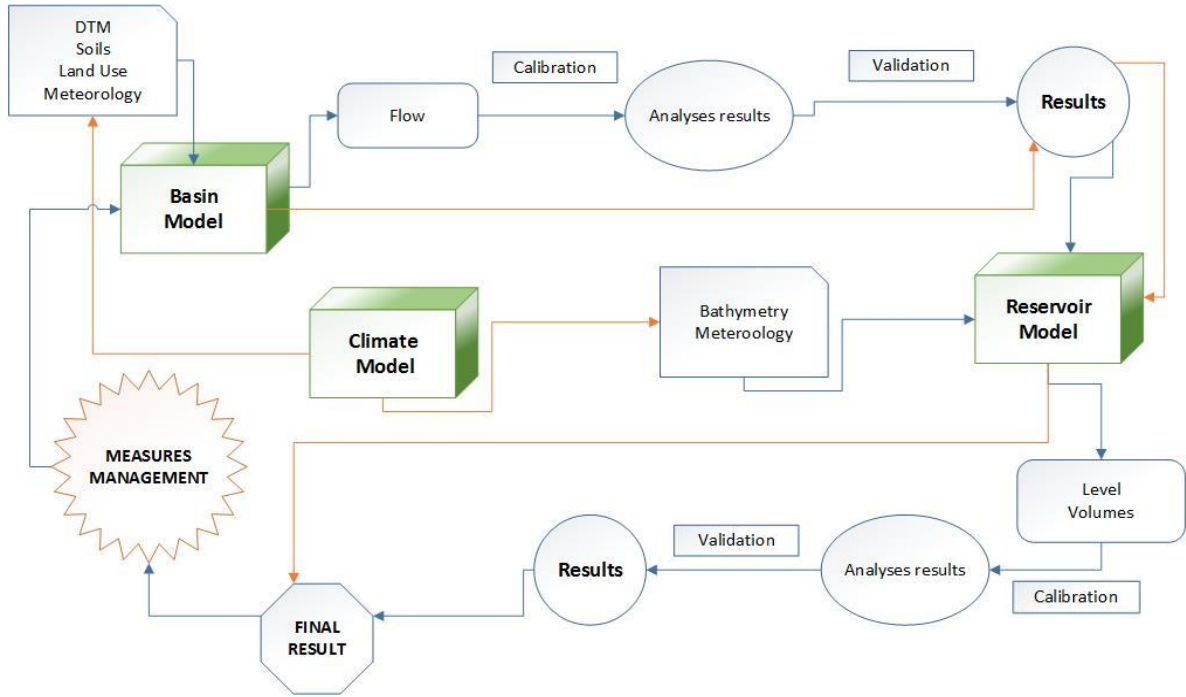 DTM
Soils
Land Use
Meteorology
Calibration
Validation
Flow
Analyses results
Results
Basin
Model
Climate
Model
Bathymetry
Meteroology
Reservoir
Model
MEASURES
MANAGEMENT
Level
Volumes
Validation
Results
Analyses results
Calibration
FINAL
RESULT